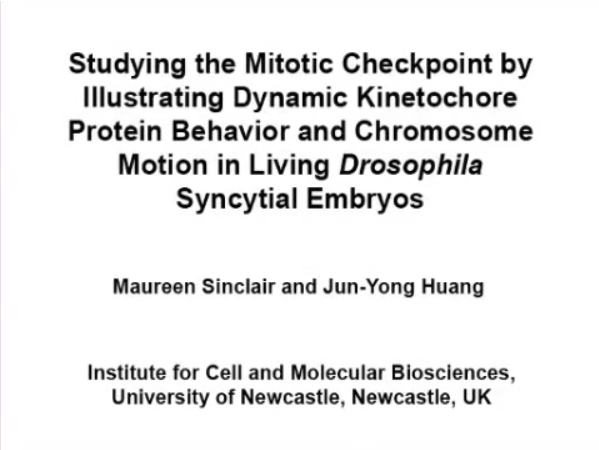 Studying the Mitotic Checkpoint by
Illustrating Dynamic Kinetochore
Protein Behavior and Chromosome
Motion in Living Drosophila
Syncytial Embryos
Maureen Sinclair and Jun-Yong Huang
Institute for Cell and Molecular Biosciences,
University of Newcastle, Newcastle, UK